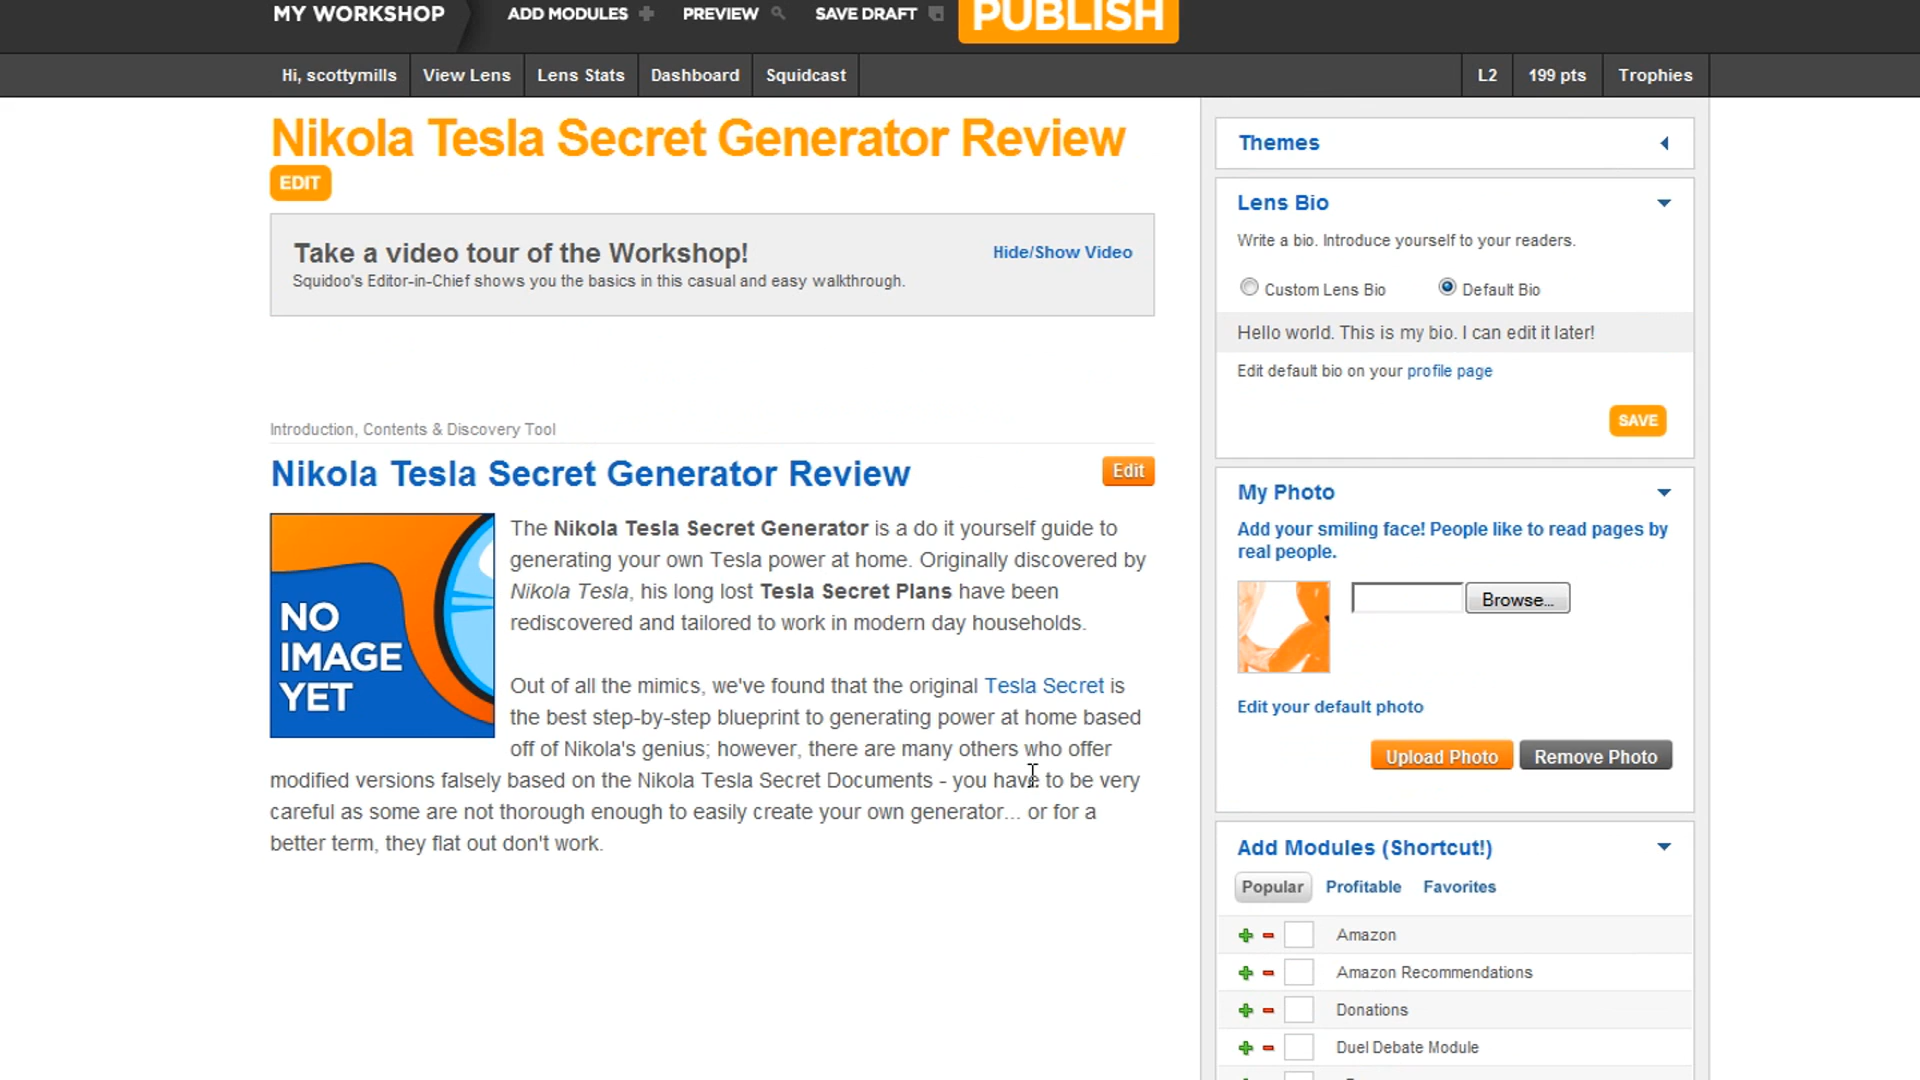 MY WORKSHOP ADD MODULES PREVIEW SAVE DRAFT PUBLISH
Hi, scottymills View Lens Lens Stats Dashboard Squidcast L2 199 pts Trophies
Nikola Tesla Secret Generator Review
EDIT
Take a video tour of the Workshop!
Hide/Show Video
Squidoo's Editor-in-Chief shows you the basics in this casual and easy walkthrough.
Introduction, Contents & Discovery Tool
Nikola Tesla Secret Generator Review
Edit
NO
IMAGE
YET
The Nikola Tesla Secret Generator is a do it yourself guide to
generating your own Tesla power at home. Originally discovered by
Nikola Tesla, his long lost Tesla Secret Plans have been
rediscovered and tailored to work in modern day households.
Out of all the mimics, we've found that the original Tesla Secret is
the best step-by-step blueprint to generating power at home based
off of Nikola's genius; however, there are many others who offer
modified versions falsely based on the Nikola Tesla Secret Documents - you have to be very
careful as some are not thorough enough to easily create your own generator... or for a
better term, they flat out don't work.
Themes
Lens Bio
Write a bio. Introduce yourself to your readers.
Custom Lens Bio Default Bio
Hello world. This is my bio. I can edit it later!
Edit default bio on your profile page
SAVE
My Photo
Add your smiling face! People like to read pages by
real people.
Browse...
Edit your default photo
Upload Photo Remove Photo
Add Modules (Shortcut!)
Popular Profitable Favorites
Amazon
Amazon Recommendations
Donations
Duel Debate Module